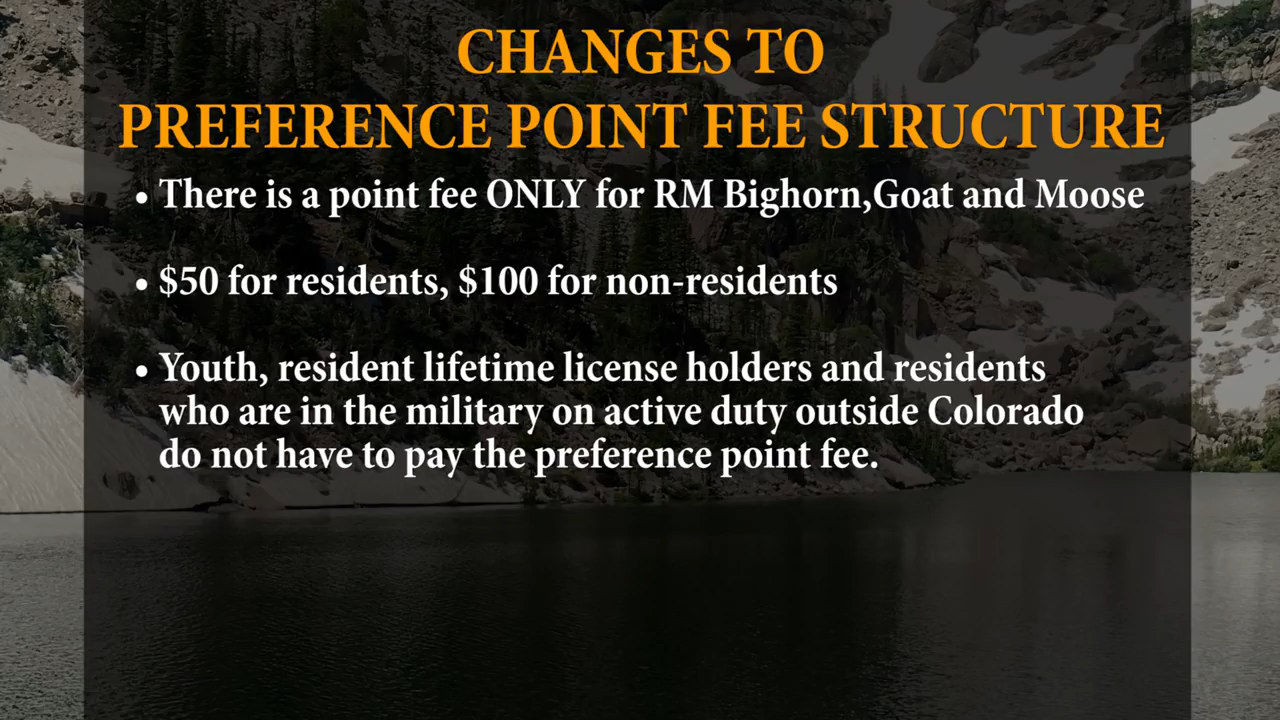 CHANGES TO
PREFERENCE POINT FEE STRUCTURE
• There is a point fee ONLY for RM Bighorn,Goat and Moose
• $50 for residents, $100 for non-residents
• Youth, resident lifetime license holders and residents
who are in the military on active duty outside Colorado
do not have to pay the preference point fee.